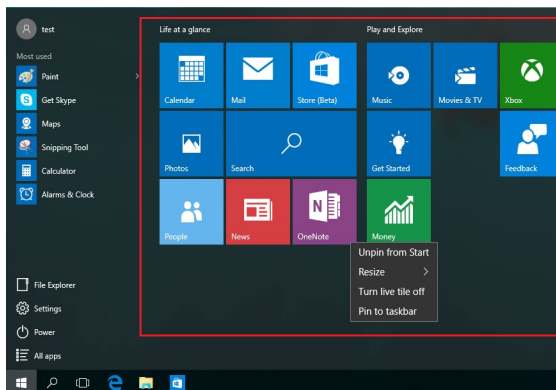 test
Most used
Paint
Get Skype
Maps
Snipping Tool
Calculator
Alarms & Clock
File Explorer
Settings
Power
All apps
Life at a glance
Play and Explore
Calendar
Mail
Store (Beta)
Music
Movies & TV
Xbox
Photos
Search
Get Started
Feedback
People
News
OneNote
Money
Unpin from Start
Resize
Turn live tile off
Pin to taskbar